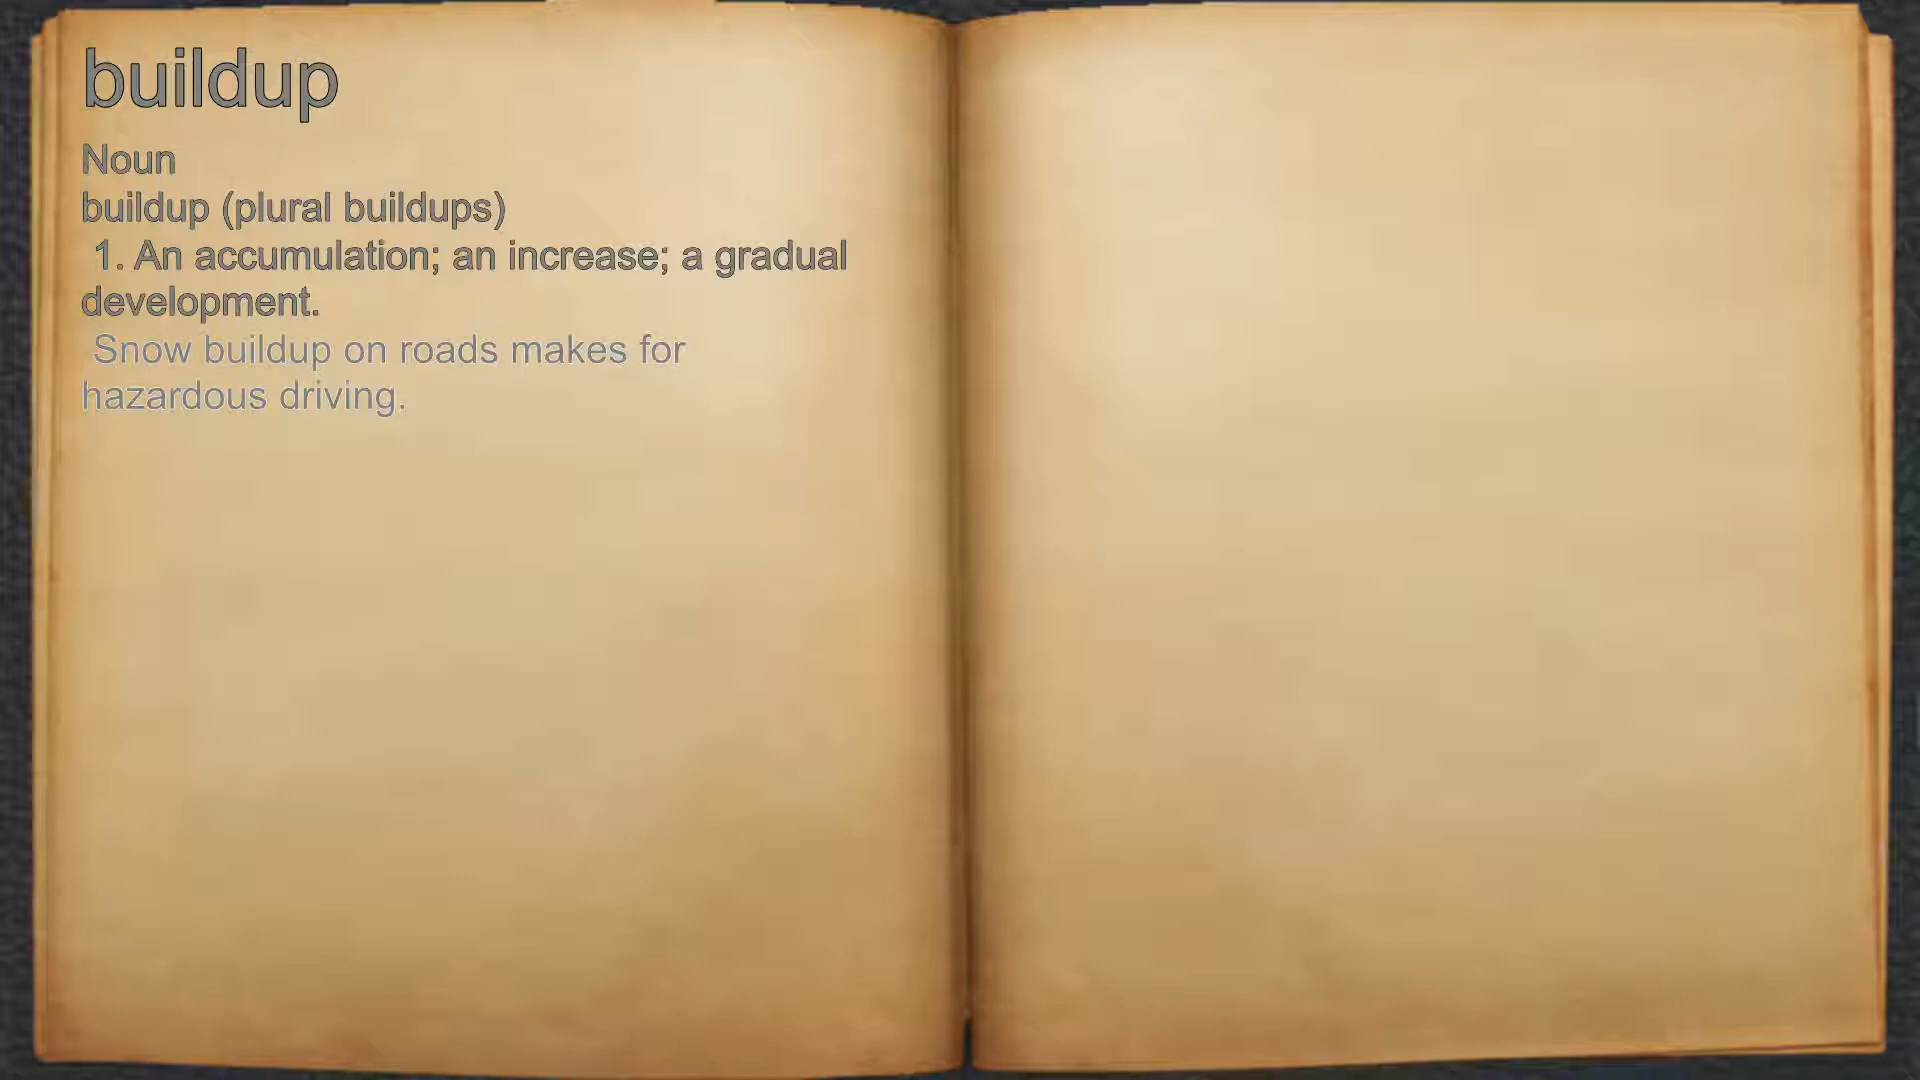 buildup
Noun
buildup (plural buildups)
1. An accumulation; an increase; a gradual
development.
Snow buildup on roads makes for
hazardous driving.